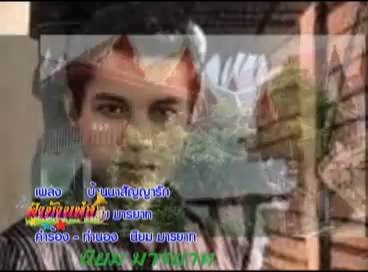 เพลง บ้านนาสัญญารัก
มารยาท
คำร้อง - ทำนอง นิยม มารยาท
นิยม มารยาท